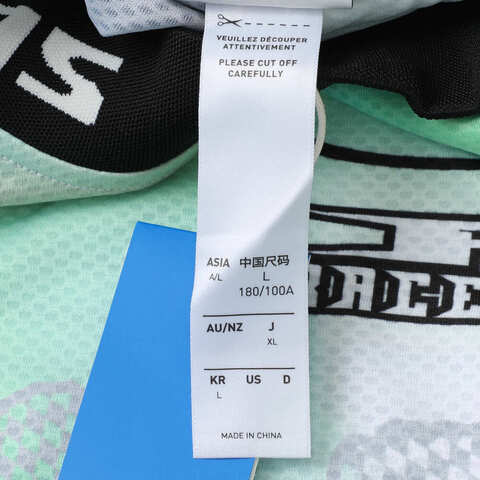 VEUILLEZ DÉCOUPER
ATTENTIVEMENT
PLEASE CUT OFF
CAREFULLY
ASIA 中国尺码
A/L L
180/100A
AU/NZ J
XL
KR US D
L
MADE IN CHINA